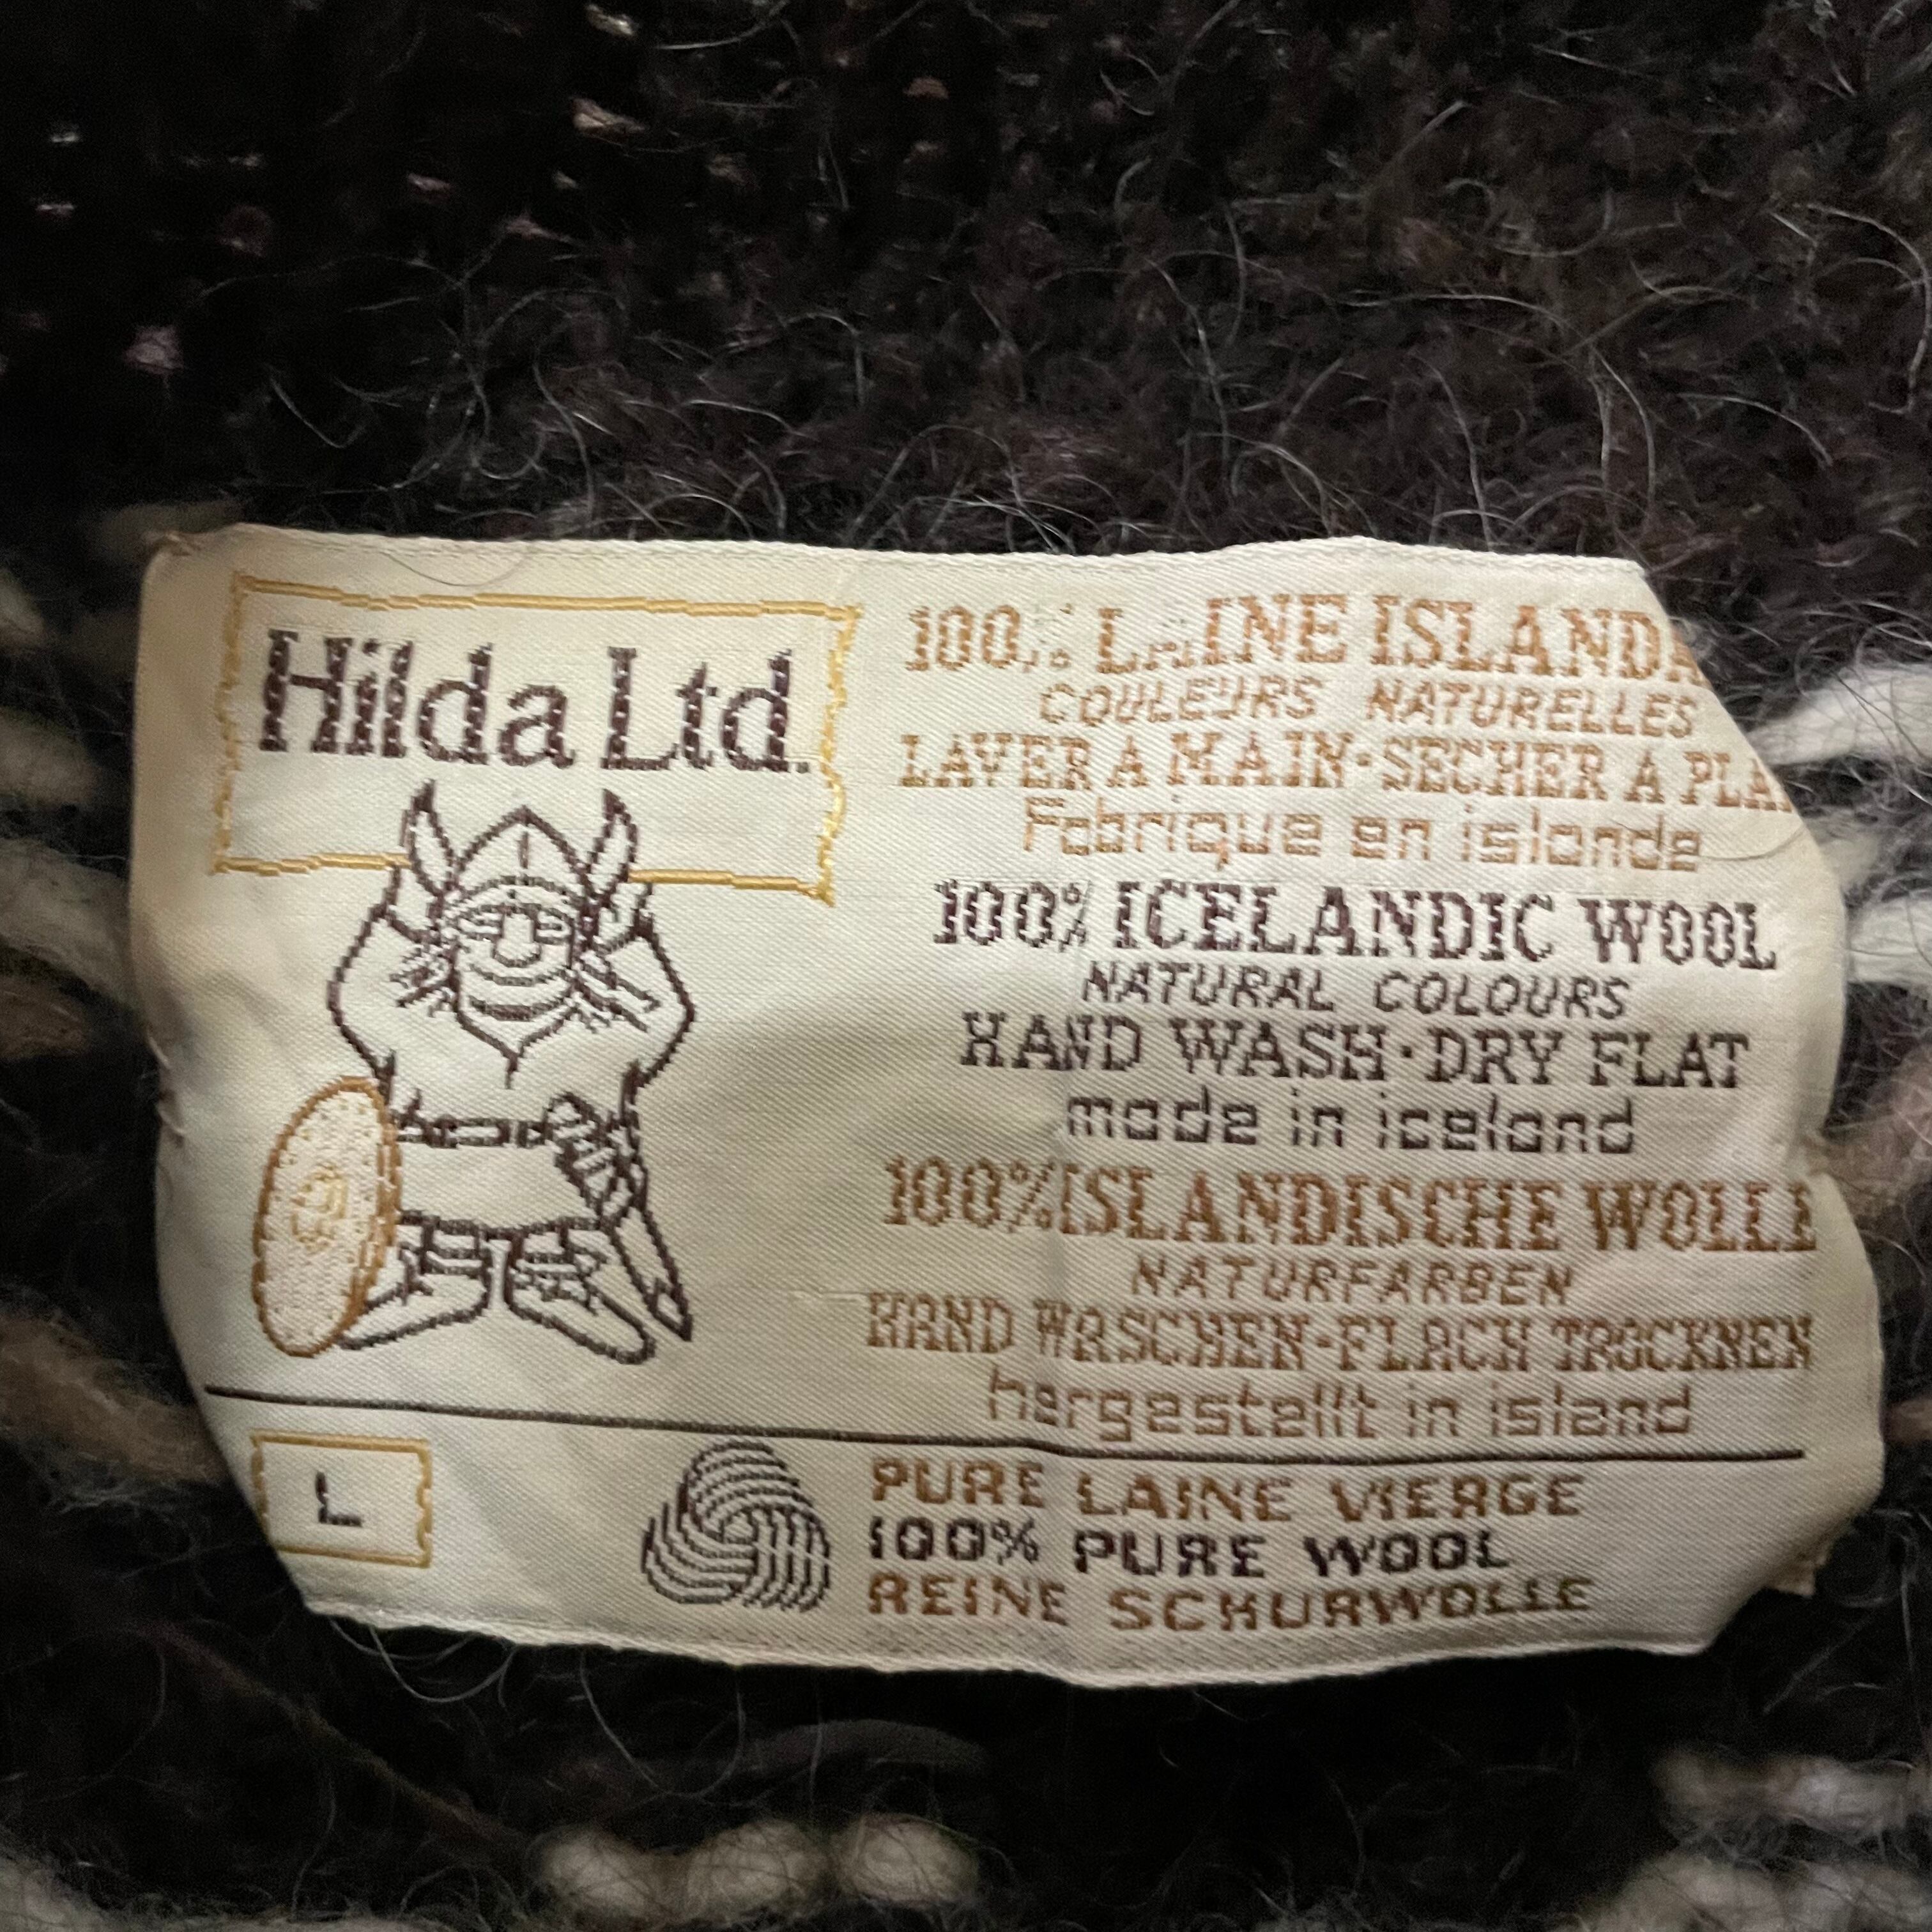 Hilda Ltd.
100% LAINE ISLANDA
COULEURS NATURELLES
LAVER A MAIN·SECHER A PLA
Fabrique en islande
100% ICELANDIC WOOL
NATURAL COLOURS
HAND WASH·DRY FLAT
made in iceland
100% ISLANDISCHE WOLLE
NATURFARBEN
HAND WASCHEN-FLACH TROCKNEN
hergestellt in island
L
PURE LAINE VIERGE
100% PURE WOOL
REINE SCHURWOLLE